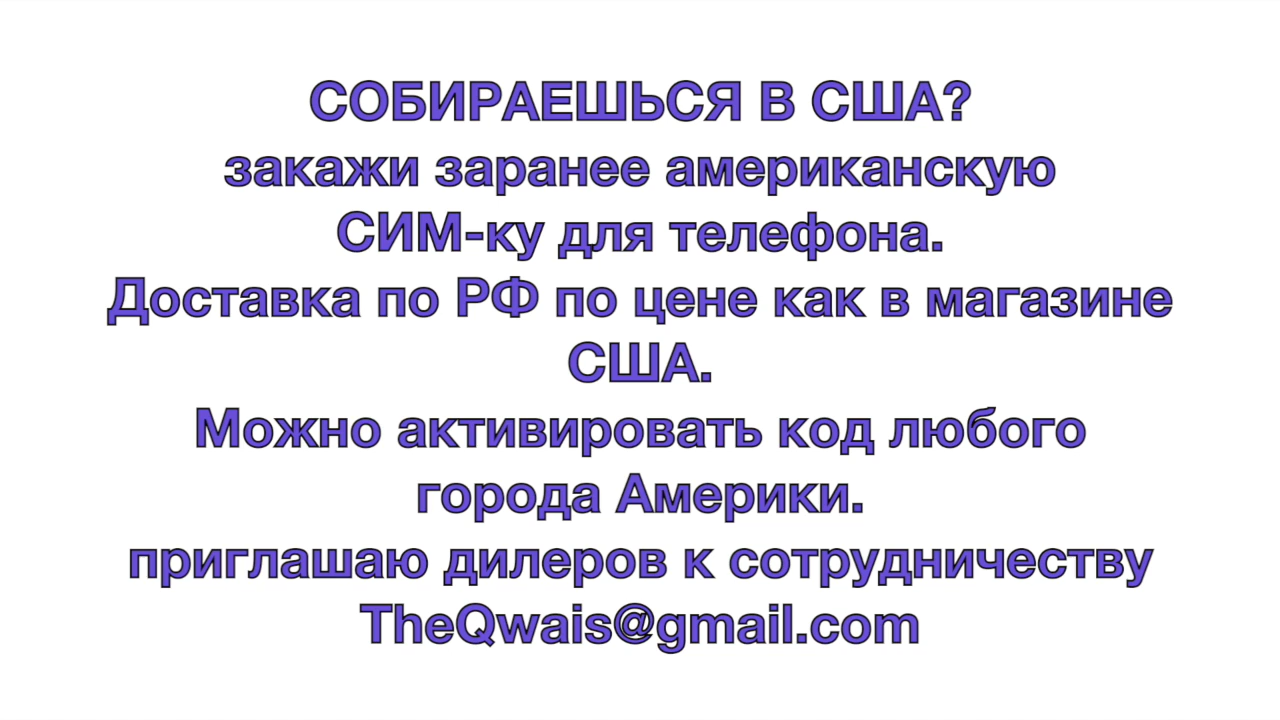 СОБИРАЕШЬСЯ В США?
закажи заранее американскую
СИМ-ку для телефона.
Доставка по РФ по цене как в магазине
США.
Можно активировать код любого
города Америки.
приглашаю дилеров к сотрудничеству
TheQwais@gmail.com